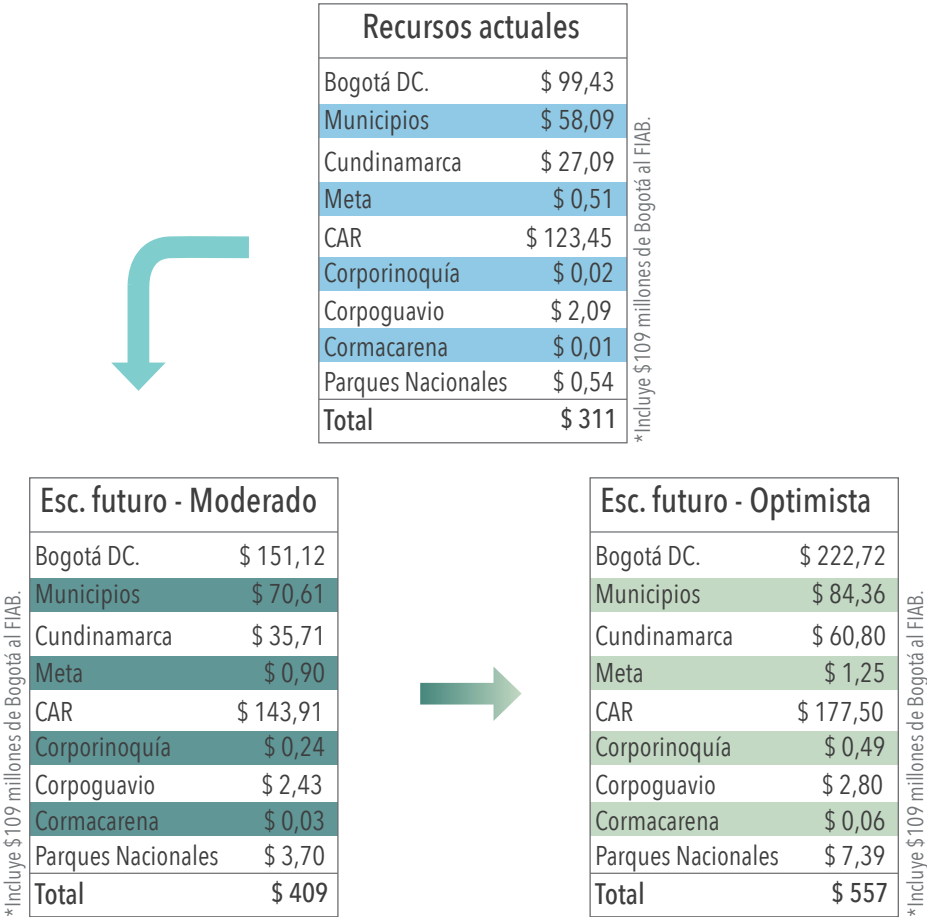 Recursos actuales
Bogotá DC. $ 99,43
Municipios $ 58,09
Cundinamarca $ 27,09
Meta $ 0,51
CAR $ 123,45
Corporinoquía $ 0,02
Corpoguavio $ 2,09
Cormacarena $ 0,01
Parques Nacionales $ 0,54
Total $ 311
*Incluye $109 millones de Bogotá al FIAB.
Esc. futuro - Moderado
Bogotá DC. $ 151,12
Municipios $ 70,61
Cundinamarca $ 35,71
Meta $ 0,90
CAR $ 143,91
Corporinoquía $ 0,24
Corpoguavio $ 2,43
Cormacarena $ 0,03
Parques Nacionales $ 3,70
Total $ 409
*Incluye $109 millones de Bogotá al FIAB.
Esc. futuro - Optimista
Bogotá DC. $ 222,72
Municipios $ 84,36
Cundinamarca $ 60,80
Meta $ 1,25
CAR $ 177,50
Corporinoquía $ 0,49
Corpoguavio $ 2,80
Cormacarena $ 0,06
Parques Nacionales $ 7,39
Total $ 557
*Incluye $109 millones de Bogotá al FIAB.